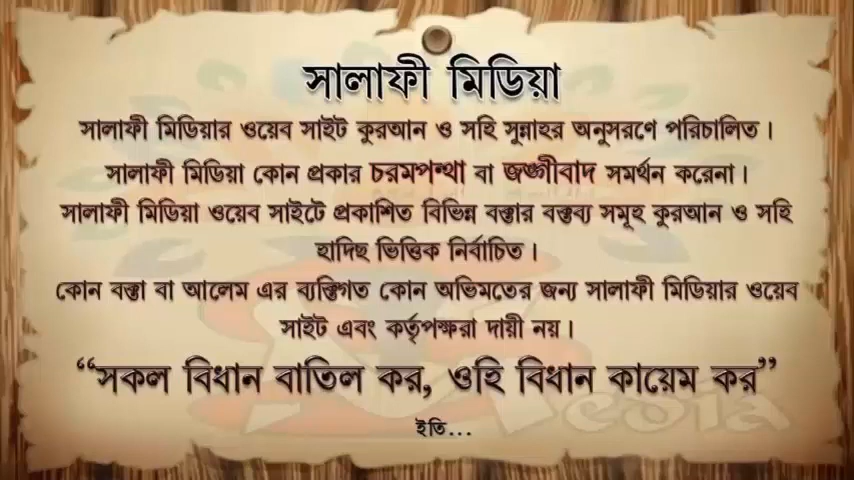 সালাফী মিডিয়া
সালাফী মিডিয়ার ওয়েব সাইট কুরআন ও সহি সুন্নাহর অনুসরণে পরিচালিত।
সালাফী মিডিয়া কোন প্রকার চরমপন্থা বা জঙ্গীবাদ সমর্থন করেনা।
সালাফী মিডিয়া ওয়েব সাইটে প্রকাশিত বিভিন্ন বক্তার বক্তব্য সমূহ কুরআন ও সহি
হাদিছ ভিত্তিক নির্বাচিত।
কোন বক্তা বা আলেম এর ব্যক্তিগত কোন অভিমতের জন্য সালাফী মিডিয়ার ওয়েব
সাইট এবং কর্তৃপক্ষরা দায়ী নয়।
“সকল বিধান বাতিল কর, ওহি বিধান কায়েম কর”
ইতি...